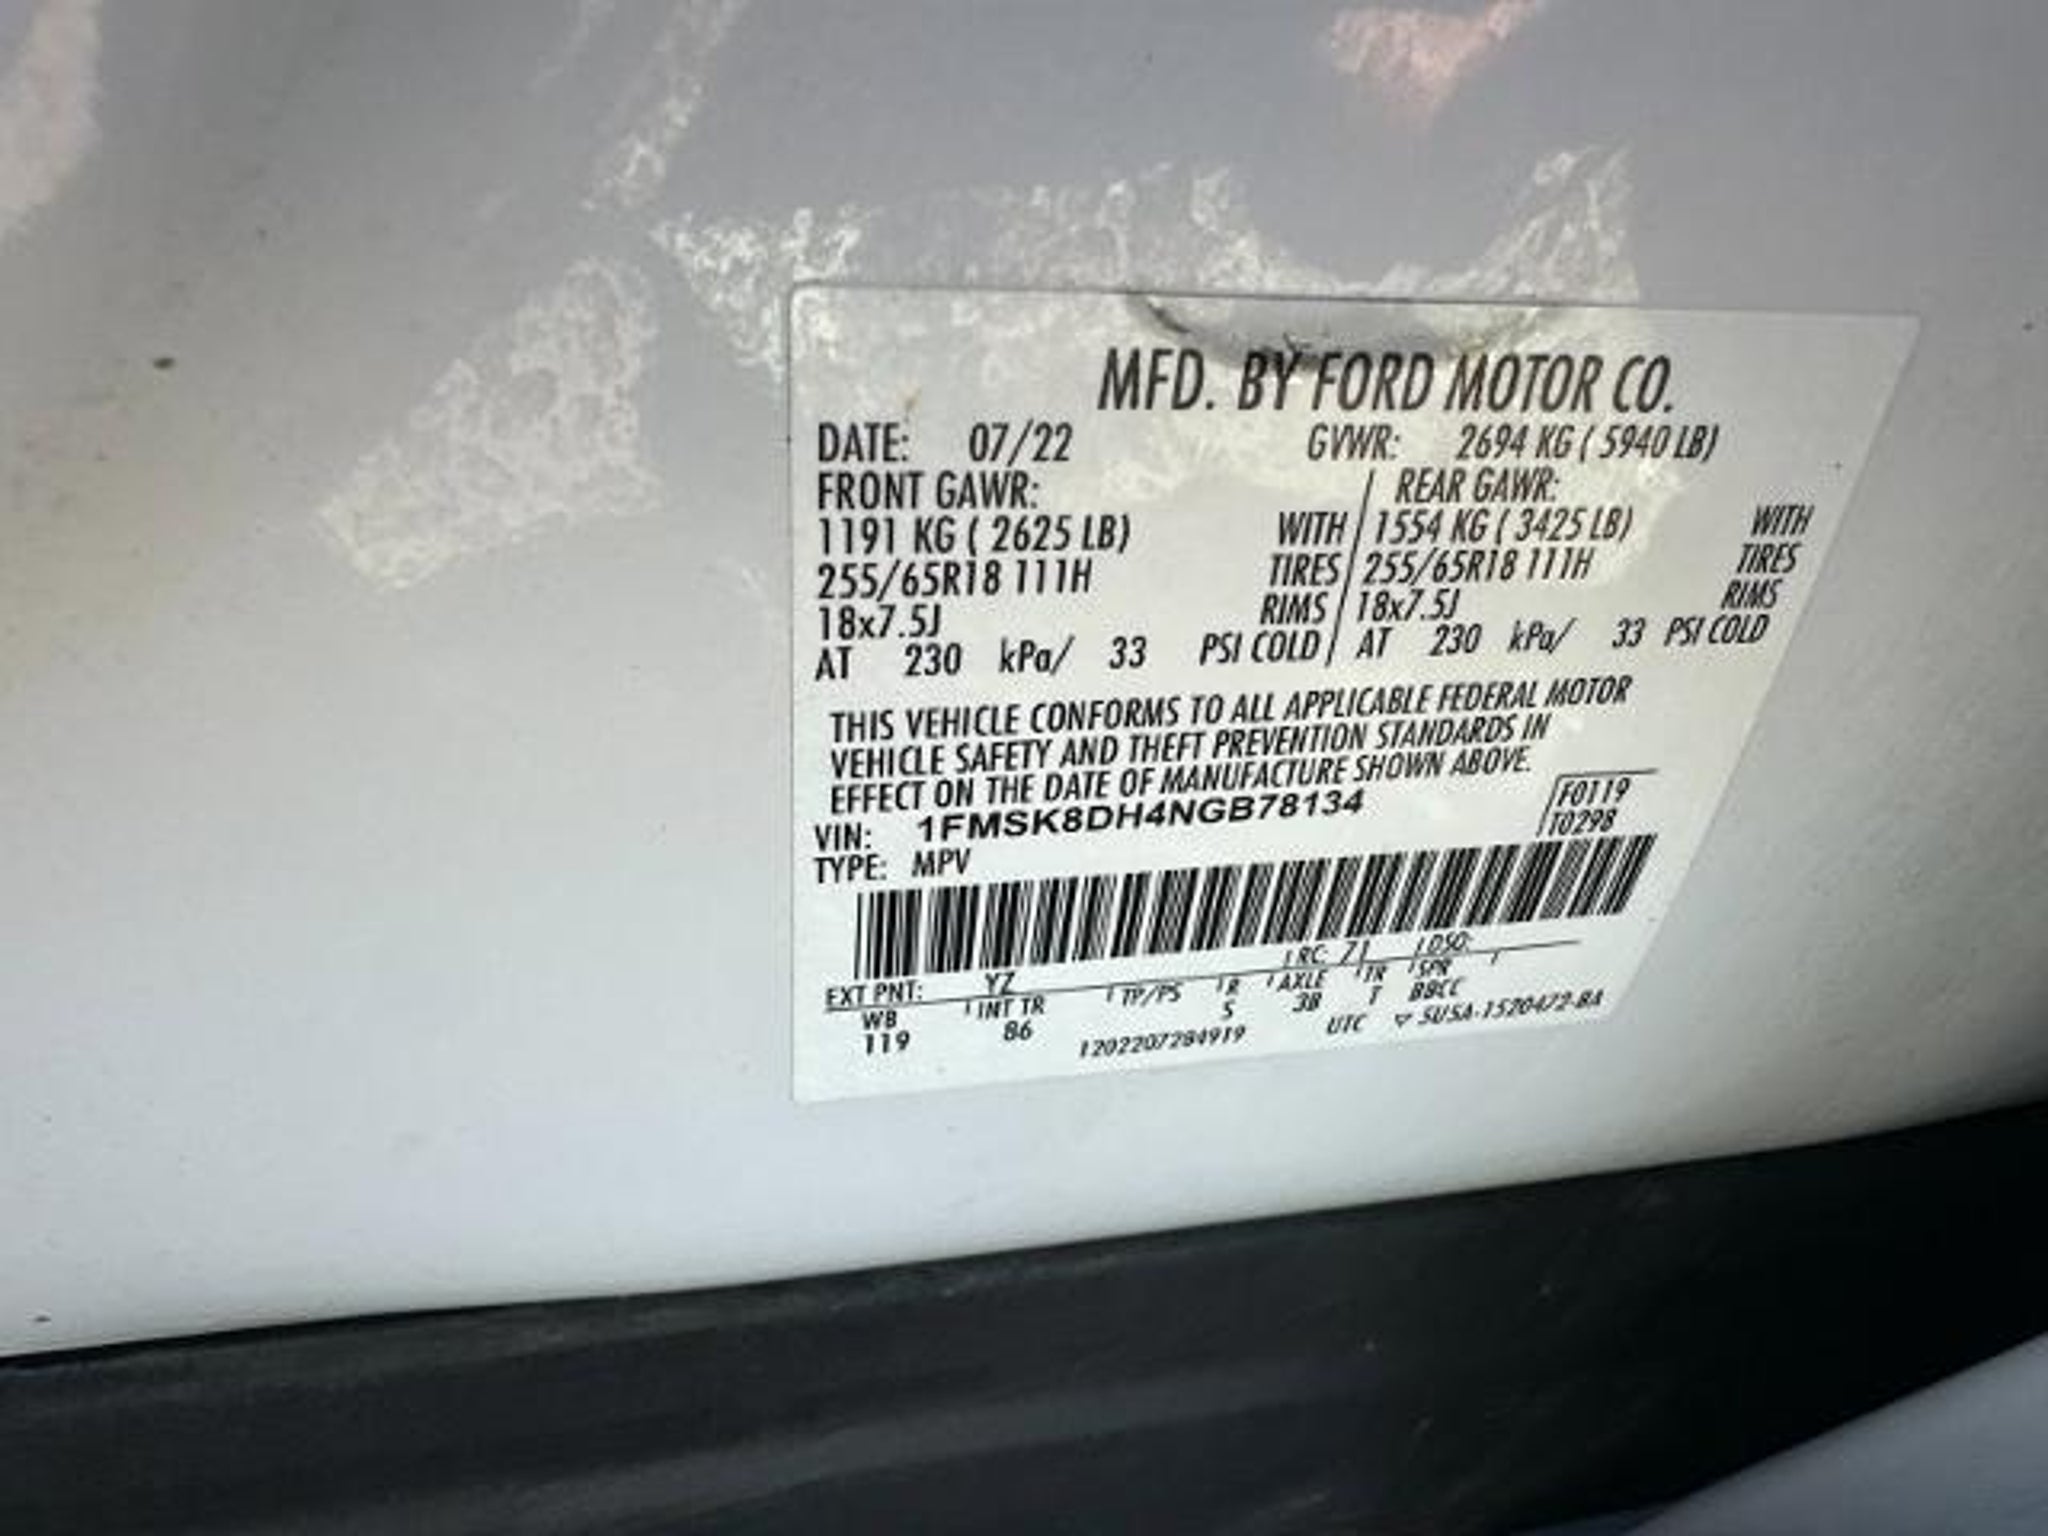 MFD. BY FORD MOTOR CO.
DATE: 07/22 GVWR: 2694 KG ( 5940 LB)
FRONT GAWR: REAR GAWR:
1191 KG ( 2625 LB) WITH 1554 KG ( 3425 LB) WITH
255/65R18 111H TIRES 255/65R18 111H TIRES
18x7.5J RIMS 18x7.5J RIMS
AT 230 kPa/ 33 PSI COLD AT 230 kPa/ 33 PSI COLD
THIS VEHICLE CONFORMS TO ALL APPLICABLE FEDERAL MOTOR
VEHICLE SAFETY AND THEFT PREVENTION STANDARDS IN
EFFECT ON THE DATE OF MANUFACTURE SHOWN ABOVE.
VIN: 1FMSK8DH4NGB78134 F0119
TYPE: MPV T0298
EXT PNT: YZ RC: 71 DSO:
WB INT TR TP/PS R AXLE TR SPR
119 86 5 3B T BBCC
1202207284919 UTC ▽ 5U5A-1520472-BA